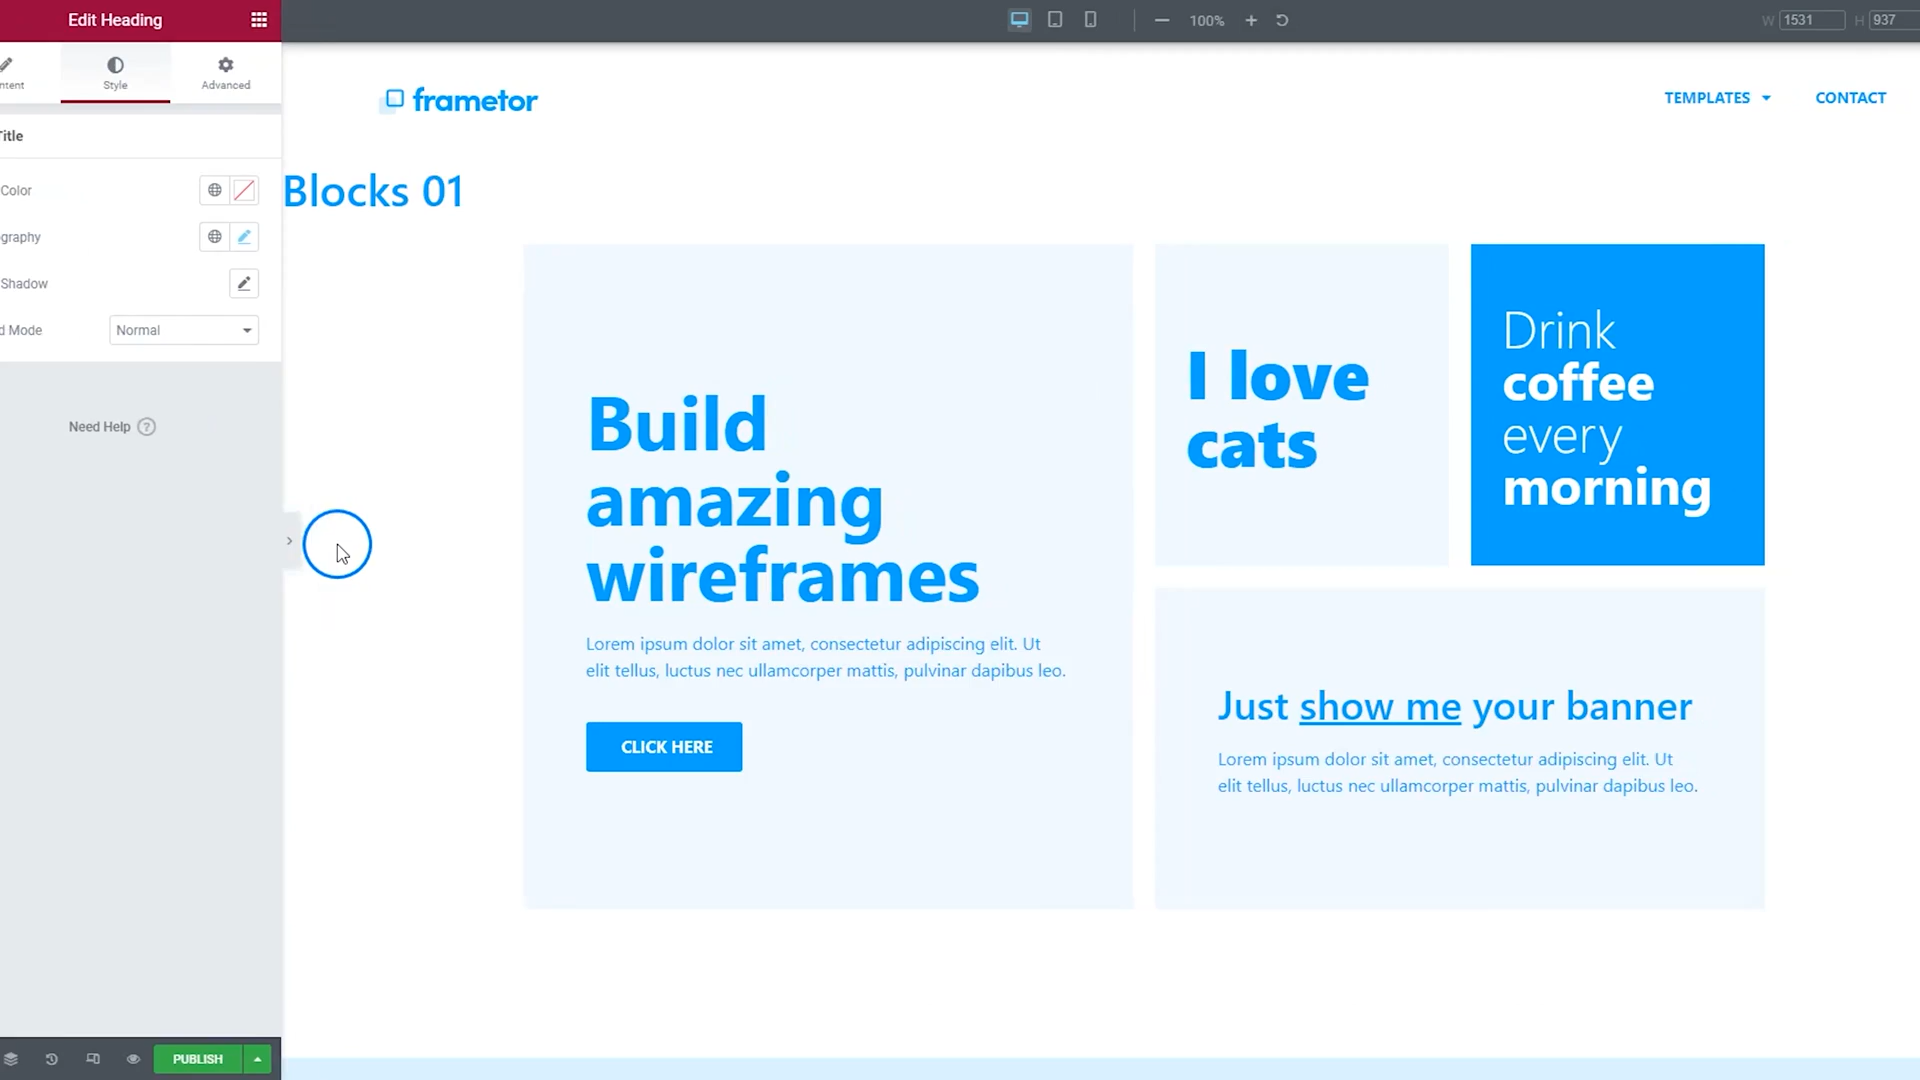 Edit Heading
100%
W 1531 H 937
ntent
Style
Advanced
Title
Color
ography
Shadow
d Mode
Normal
Need Help ?
PUBLISH
frametor
TEMPLATES
CONTACT
Blocks 01
Build
amazing
wireframes
Lorem ipsum dolor sit amet, consectetur adipiscing elit. Ut
elit tellus, luctus nec ullamcorper mattis, pulvinar dapibus leo.
CLICK HERE
I love
cats
Drink
coffee
every
morning
Just show me your banner
Lorem ipsum dolor sit amet, consectetur adipiscing elit. Ut
elit tellus, luctus nec ullamcorper mattis, pulvinar dapibus leo.